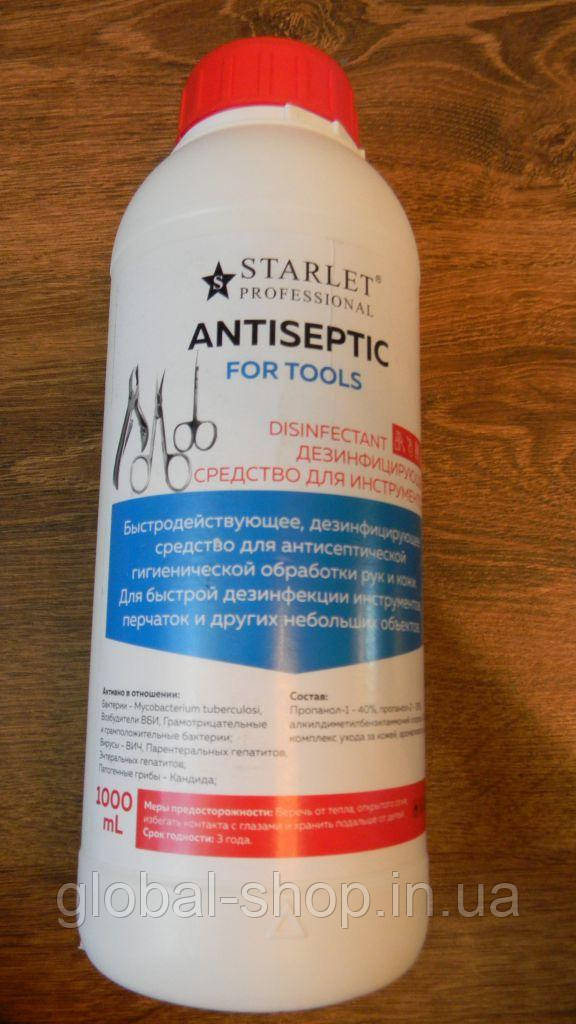 STARLET®
PROFESSIONAL
ANTISEPTIC
FOR TOOLS
DISINFECTANT
ДЕЗИНФИЦИРУЮЩ
СРЕДСТВО ДЛЯ ИНСТРУМЕНТ
Быстродействующее, дезинфицирующее
средство для антисептической
гигиенической обработки рук и кожи.
Для быстрой дезинфекции инструментов,
перчаток и других небольших объектов.
Активно в отношении:
Бактерии - Mycobacterium tuberculosi,
Возбудители ВБИ, Грамотрицательные
и грамположительные бактерии;
Вирусы - ВИЧ, Парентеральных гепатитов,
Энтеральных гепатитов;
Патогенные грибы - Кандида;
Состав:
Пропанол-1 - 40%, пропанол-2 -
комплекс ухода за кожей,
1000
mL
Меры предосторожности: Беречь от тепла, открытого огня,
избегать контакта с глазами и хранить подальше от детей.
Срок годности: 3 года.
global-shop.in.ua